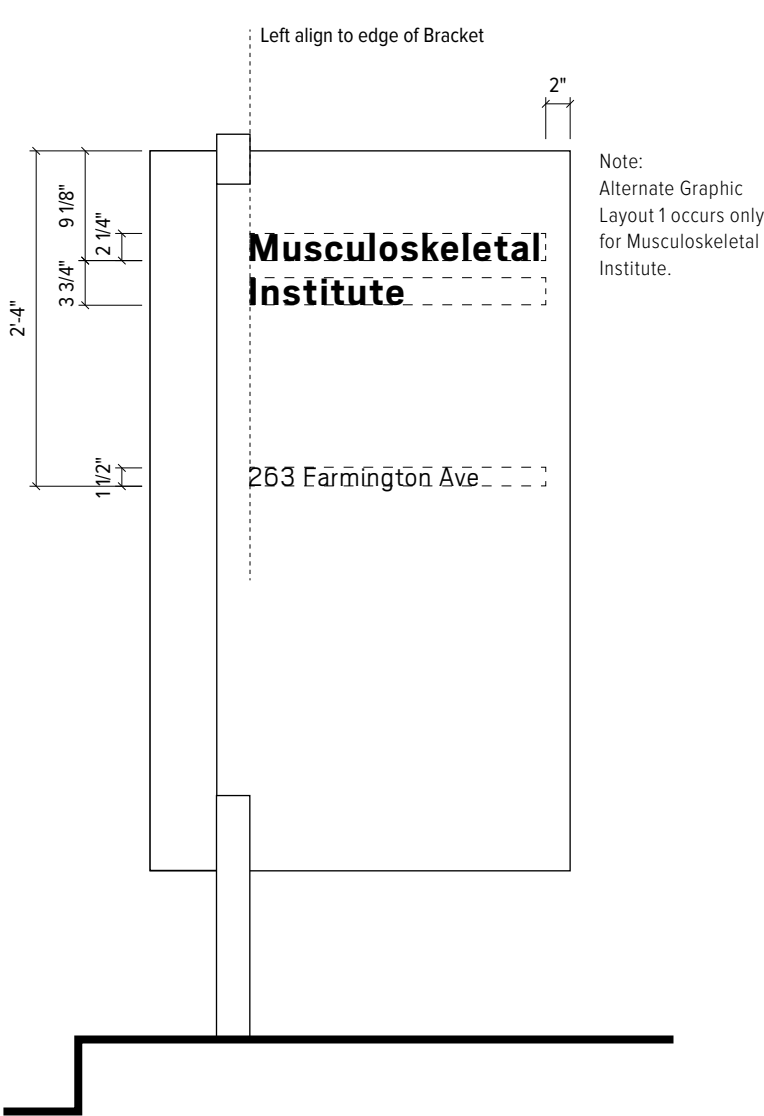 Left align to edge of Bracket
2"
9 1/8"
2 1/4"
3 3/4"
2'-4"
1 1/2"
Musculoskeletal
Institute
263 Farmington Ave
Note:
Alternate Graphic
Layout 1 occurs only
for Musculoskeletal
Institute.